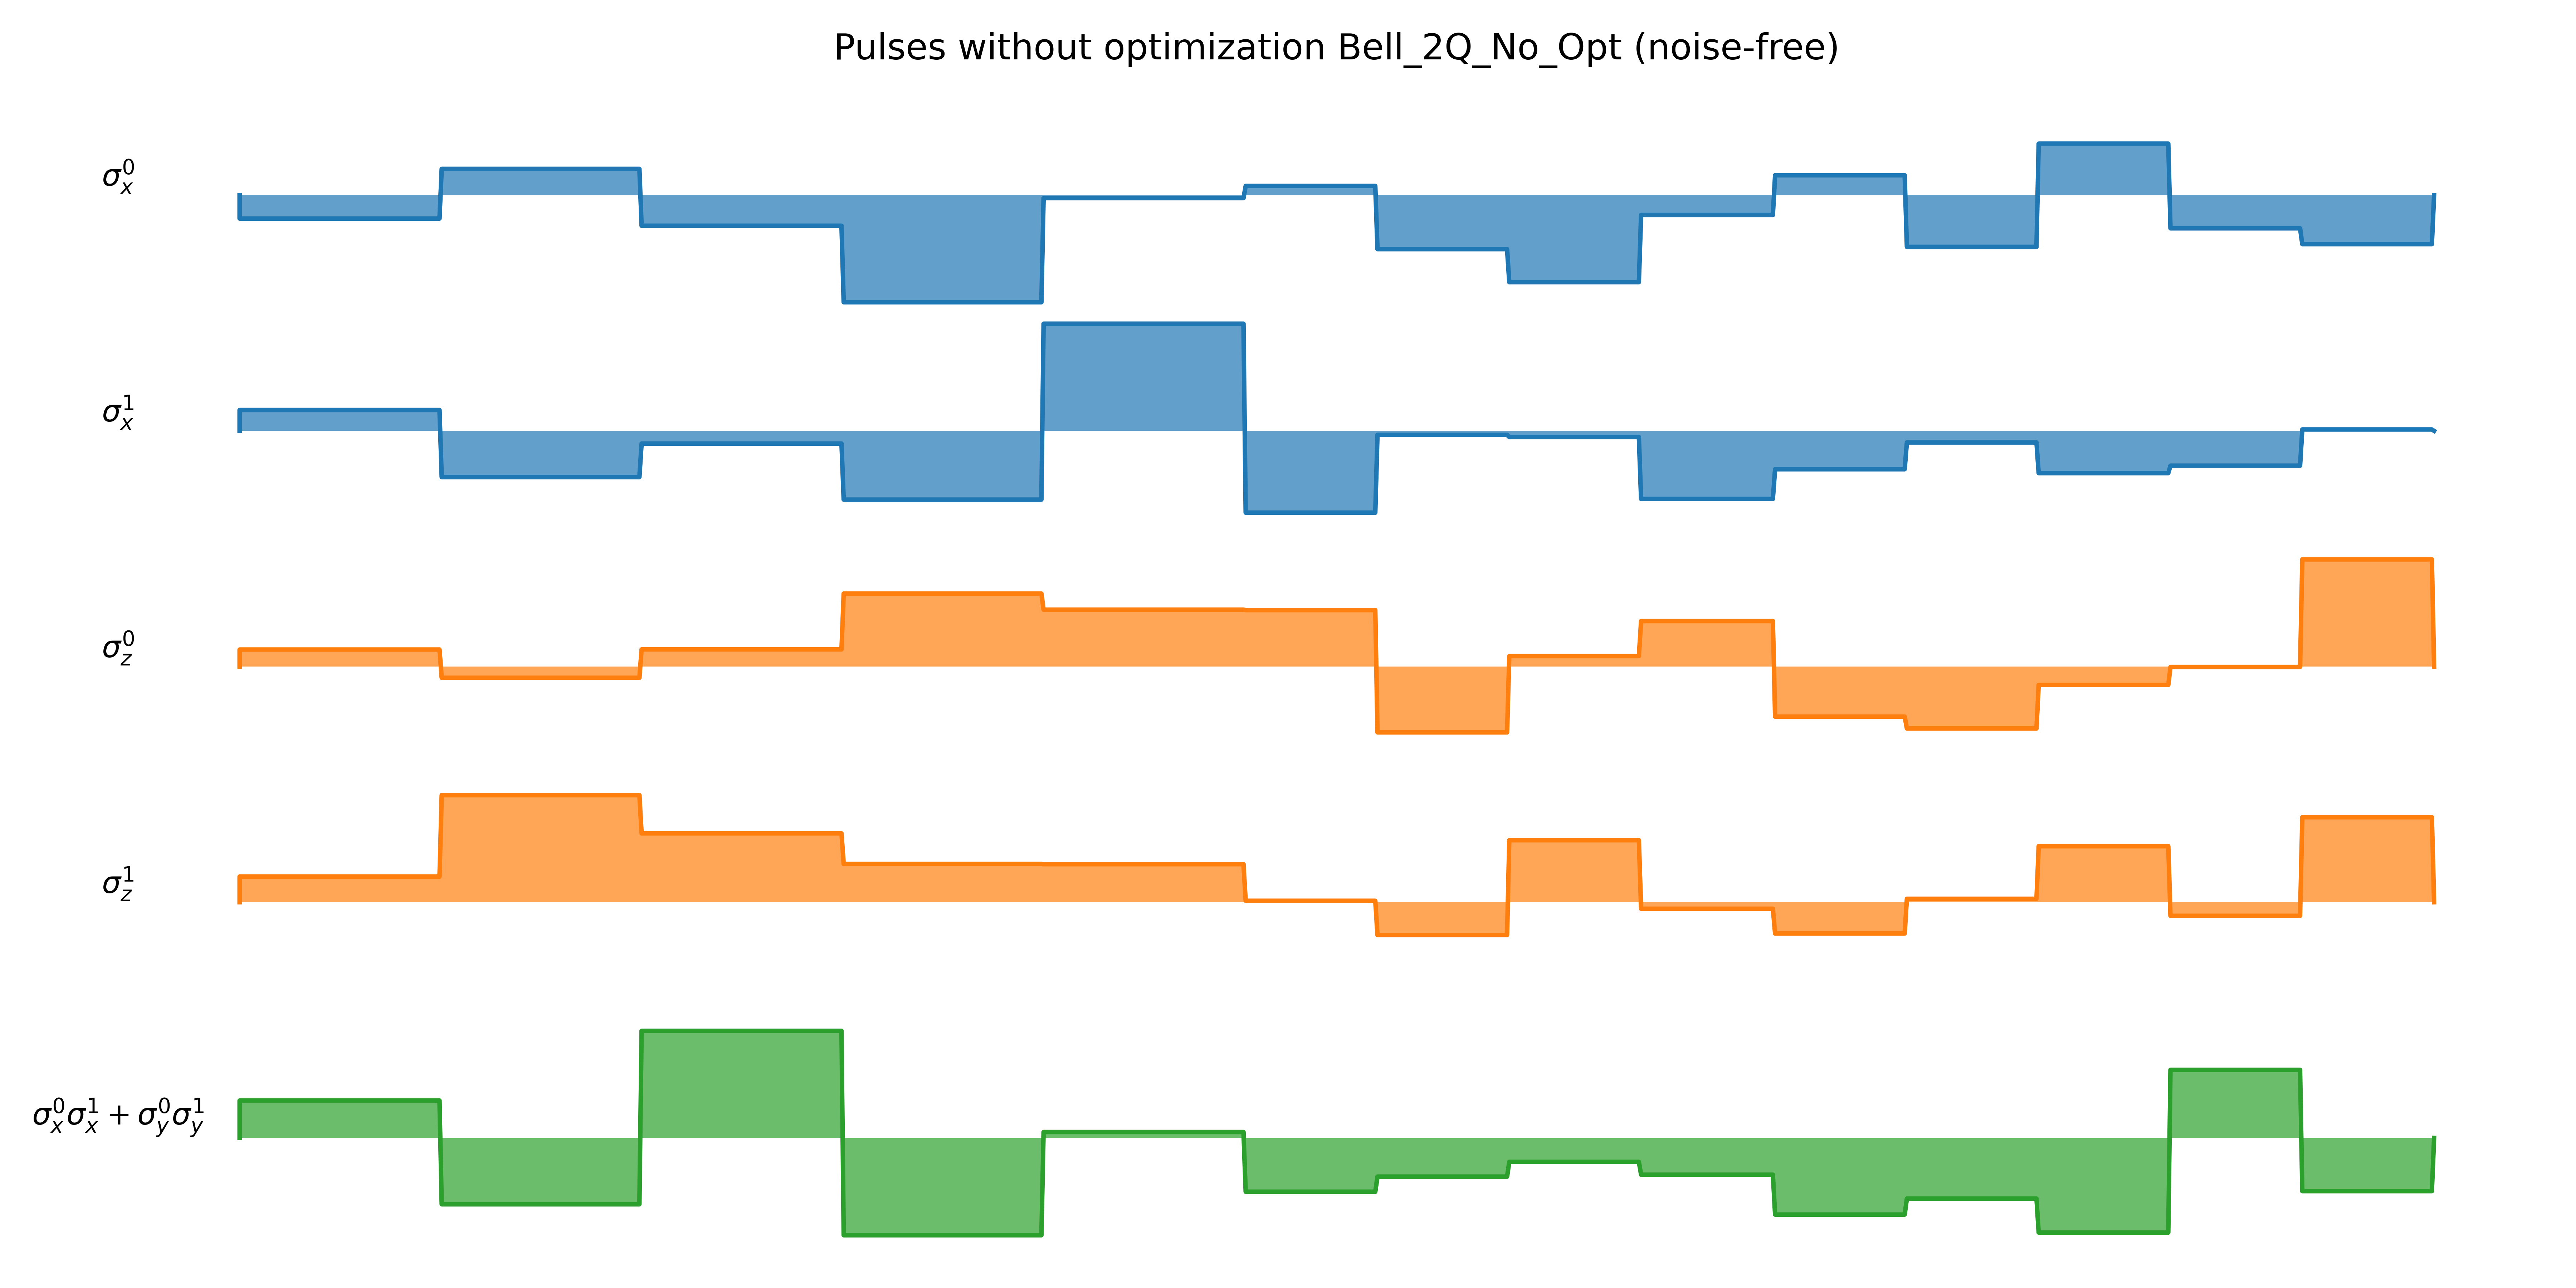 Pulses without optimization Bell_2Q_No_Opt (noise-free)
σ_x^0
σ_x^1
σ_z^0
σ_z^1
σ_x^0σ_x^1 + σ_y^0σ_y^1